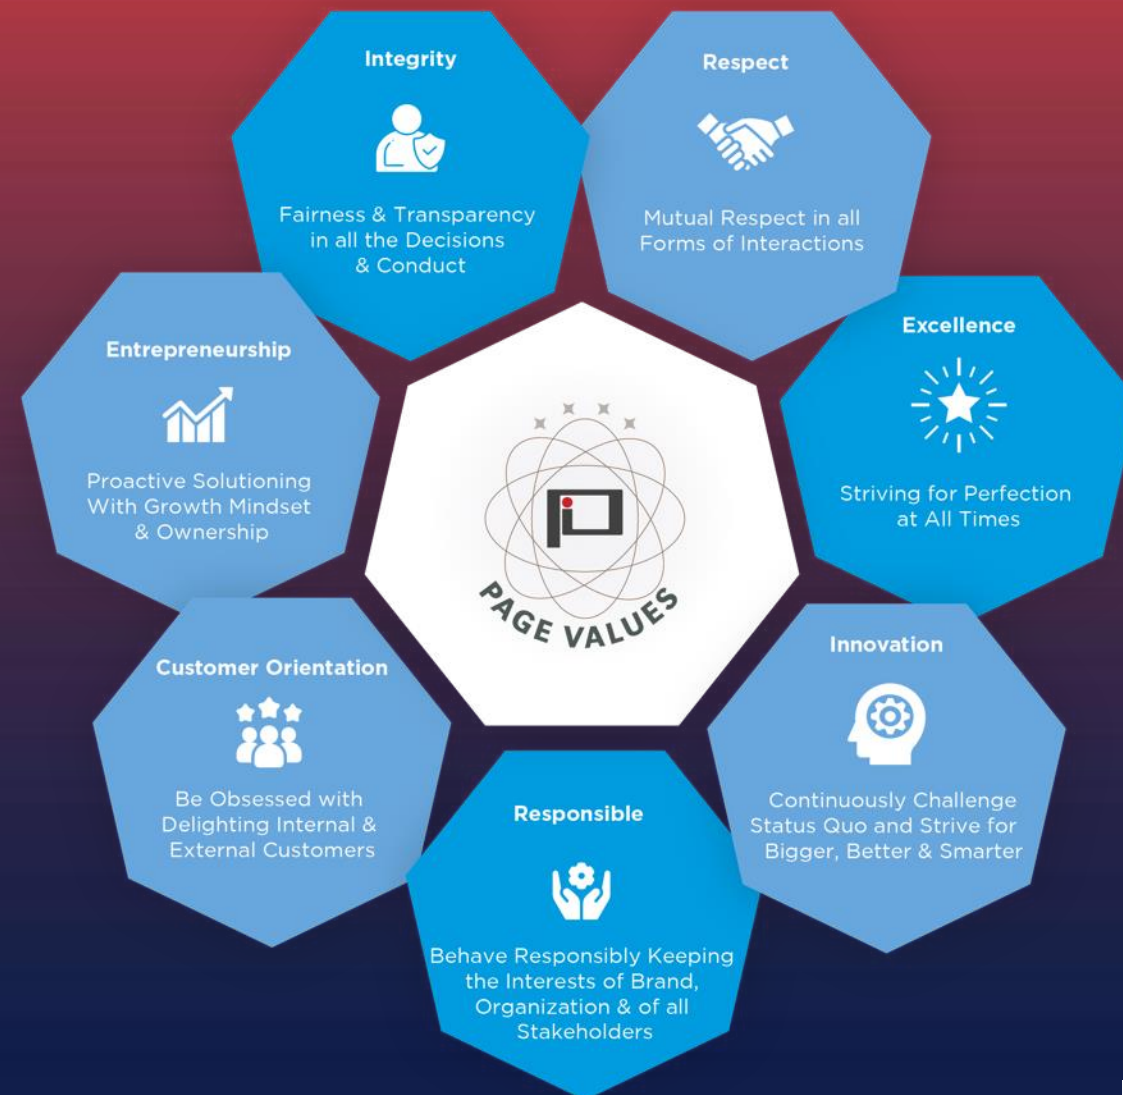 Integrity
Fairness & Transparency
in all the Decisions
& Conduct
Respect
Mutual Respect in all
Forms of Interactions
Excellence
Striving for Perfection
at All Times
Innovation
Continuously Challenge
Status Quo and Strive for
Bigger, Better & Smarter
Responsible
Behave Responsibly Keeping
the Interests of Brand,
Organization & of all
Stakeholders
Customer Orientation
Be Obsessed with
Delighting Internal &
External Customers
Entrepreneurship
Proactive Solutioning
With Growth Mindset
& Ownership
PAGE VALUES